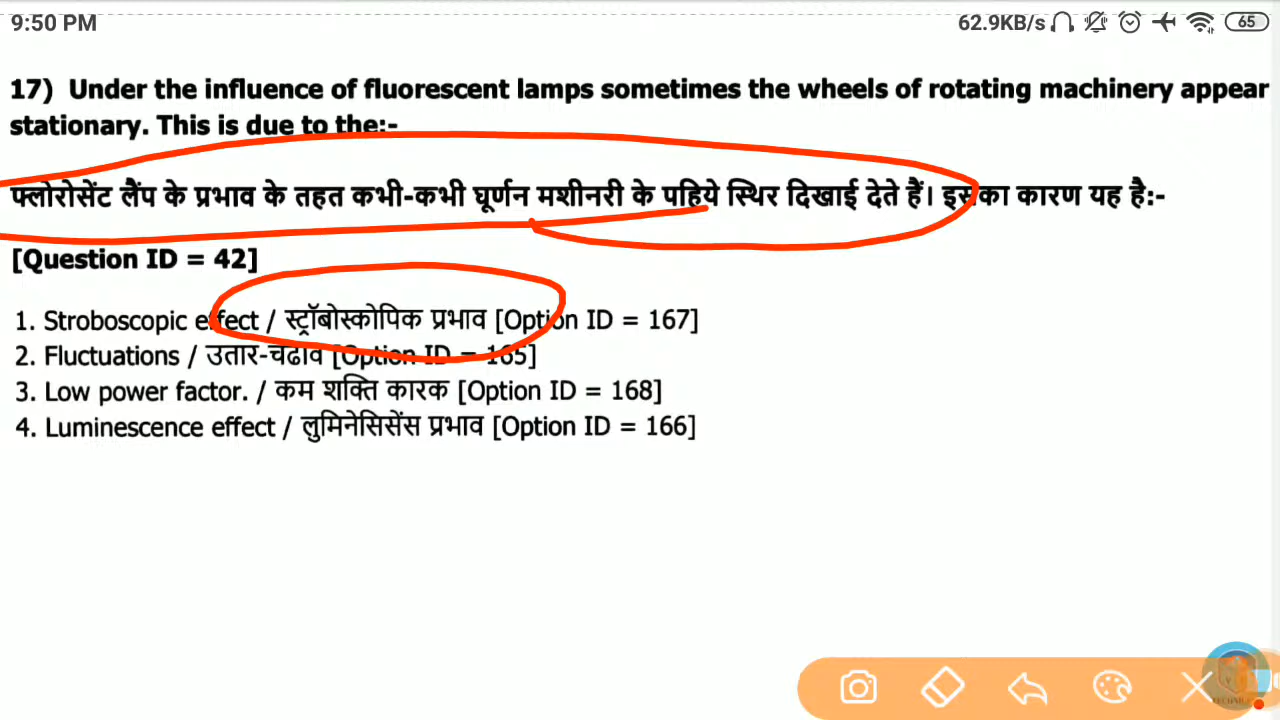 9:50 PM 62.9KB/s 65
17) Under the influence of fluorescent lamps sometimes the wheels of rotating machinery appear
stationary. This is due to the:-
फ्लोरोसेंट लैंप के प्रभाव के तहत कभी-कभी घूर्णन मशीनरी के पहिये स्थिर दिखाई देते हैं। इसका कारण यह है:-
[Question ID = 42]
1. Stroboscopic effect / स्ट्रॉबोस्कोपिक प्रभाव [Option ID = 167]
2. Fluctuations / उतार-चढाव [Option ID = 165]
3. Low power factor. / कम शक्ति कारक [Option ID = 168]
4. Luminescence effect / लुमिनेसिसेंस प्रभाव [Option ID = 166]